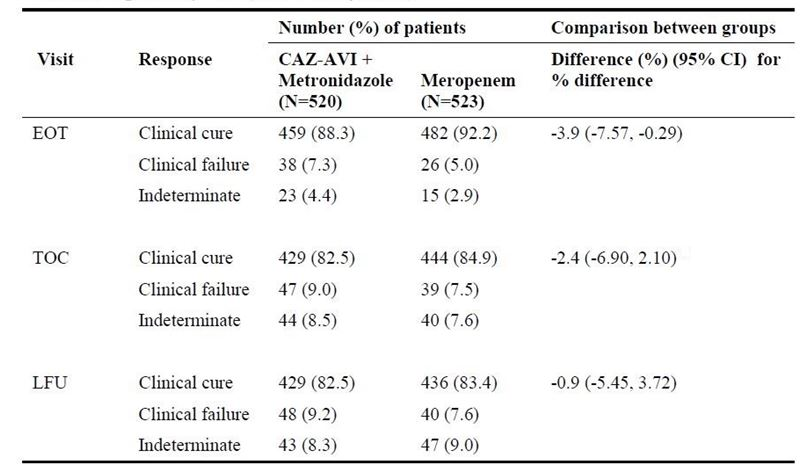 Number (%) of patients Comparison between groups
Visit Response CAZ-AVI + Metronidazole (N=520) Meropenem (N=523) Difference (%) (95% CI) for % difference
EOT Clinical cure 459 (88.3) 482 (92.2) -3.9 (-7.57, -0.29)
Clinical failure 38 (7.3) 26 (5.0)
Indeterminate 23 (4.4) 15 (2.9)
TOC Clinical cure 429 (82.5) 444 (84.9) -2.4 (-6.90, 2.10)
Clinical failure 47 (9.0) 39 (7.5)
Indeterminate 44 (8.5) 40 (7.6)
LFU Clinical cure 429 (82.5) 436 (83.4) -0.9 (-5.45, 3.72)
Clinical failure 48 (9.2) 40 (7.6)
Indeterminate 43 (8.3) 47 (9.0)